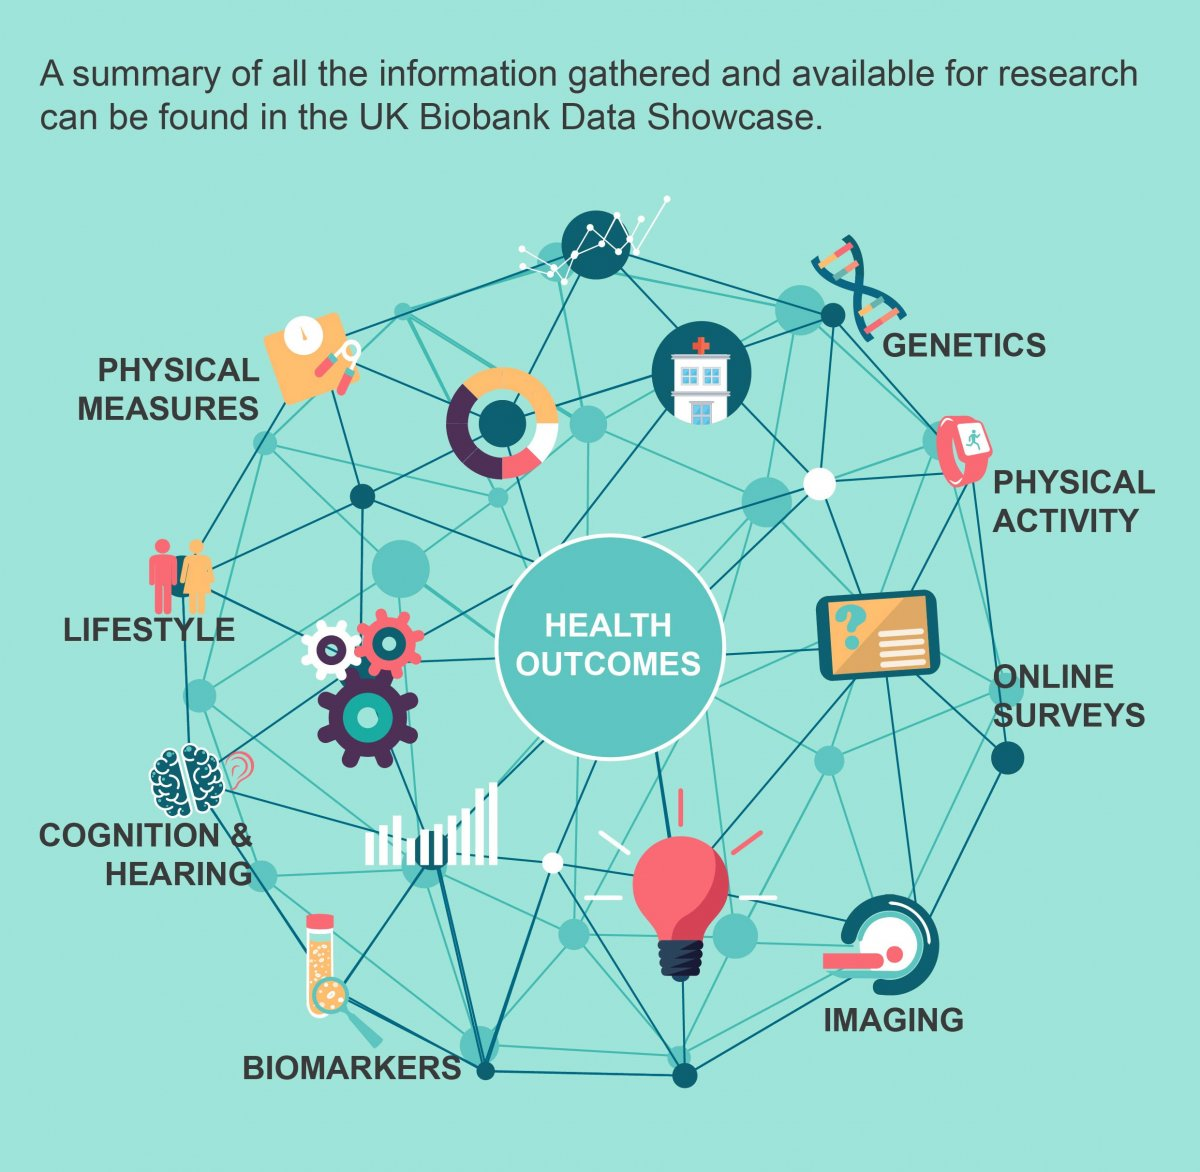 A summary of all the information gathered and available for research
can be found in the UK Biobank Data Showcase.
GENETICS
PHYSICAL
MEASURES
PHYSICAL
ACTIVITY
HEALTH
OUTCOMES
LIFESTYLE
ONLINE
SURVEYS
COGNITION &
HEARING
IMAGING
BIOMARKERS